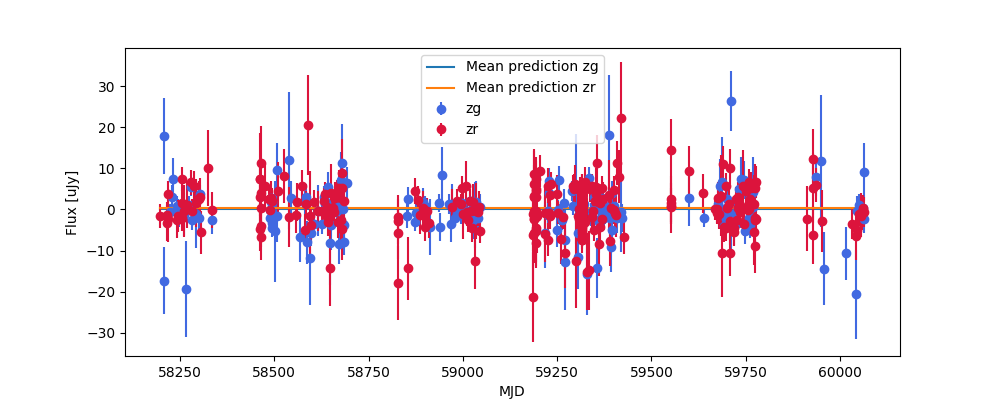 Mean prediction zg
Mean prediction zr
zg
zr
Flux [uJy]
30
20
10
0
−10
−20
−30
58250
58500
58750
59000
59250
59500
59750
60000
MJD